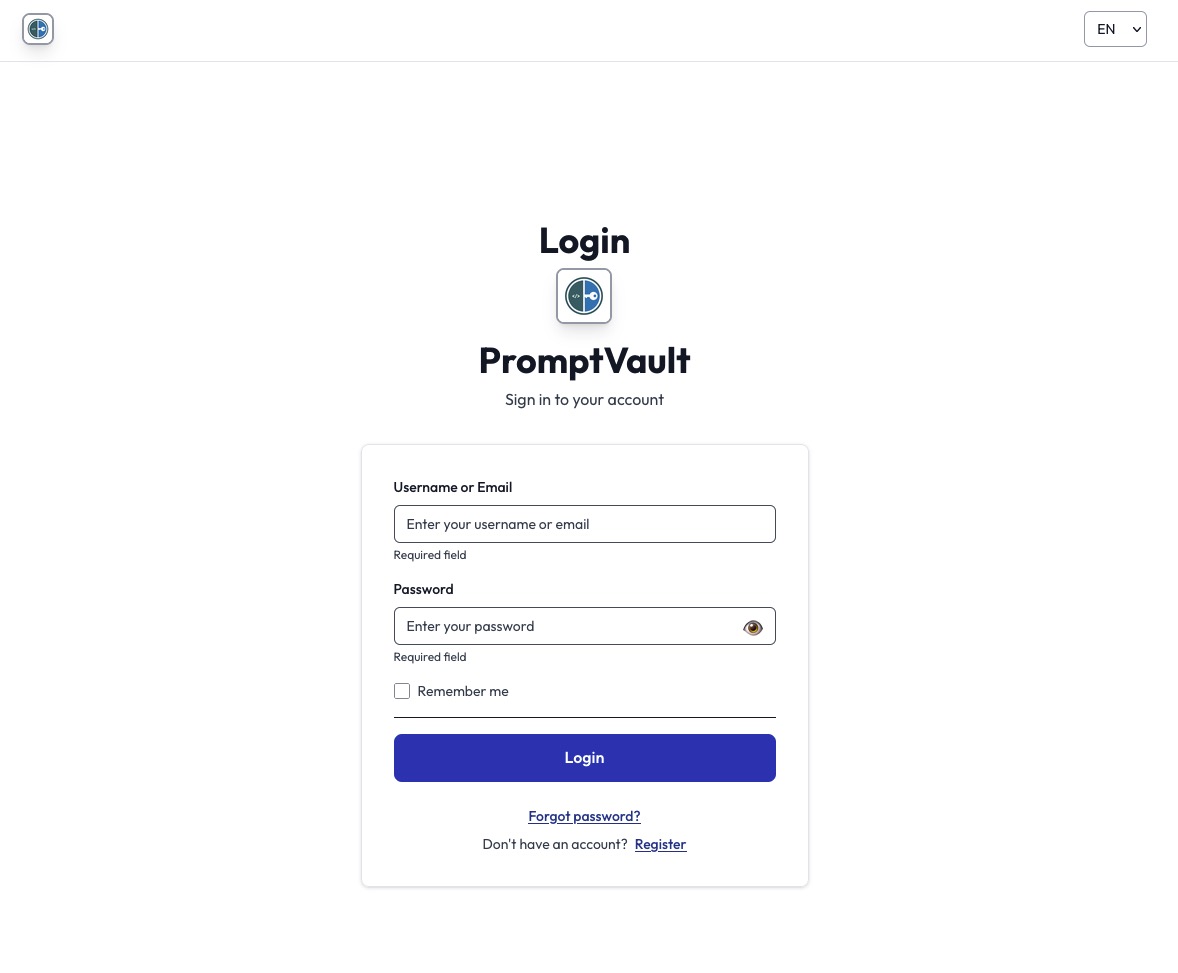 EN
Login
</>
PromptVault
Sign in to your account
Username or Email
Enter your username or email
Required field
Password
Enter your password
Required field
Remember me
Login
Forgot password?
Don't have an account? Register